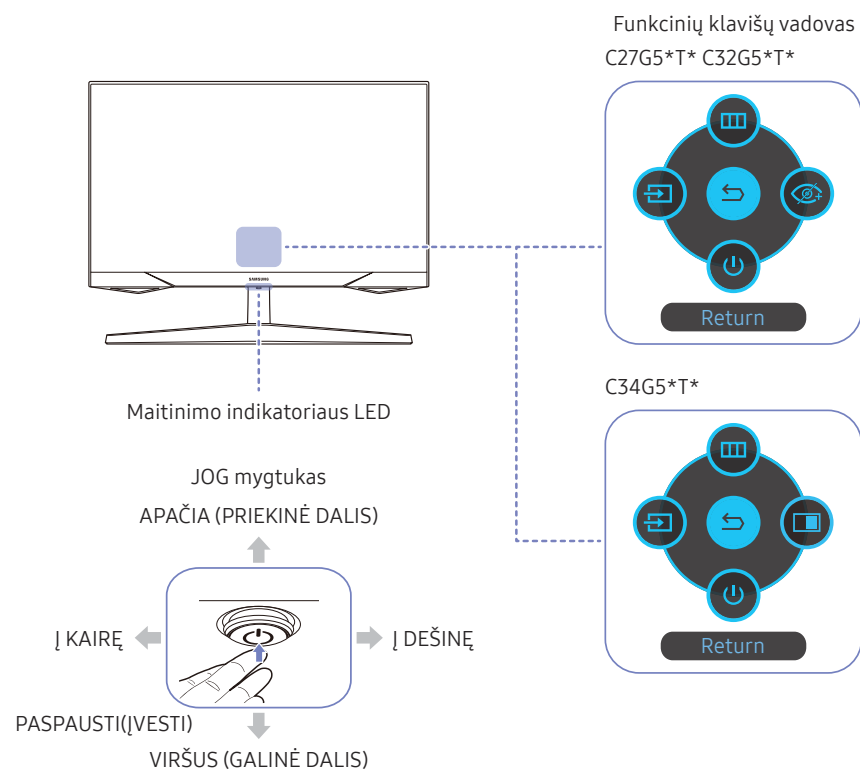 Funkcinių klavišų vadovas
C27G5*T* C32G5*T*
SAMSUNG
Return
Maitinimo indikatoriaus LED
C34G5*T*
JOG mygtukas
APAČIA (PRIEKINĖ DALIS)
Į KAIRĘ
Į DEŠINĘ
Return
PASPAUSTI(ĮVESTI)
VIRŠUS (GALINĖ DALIS)